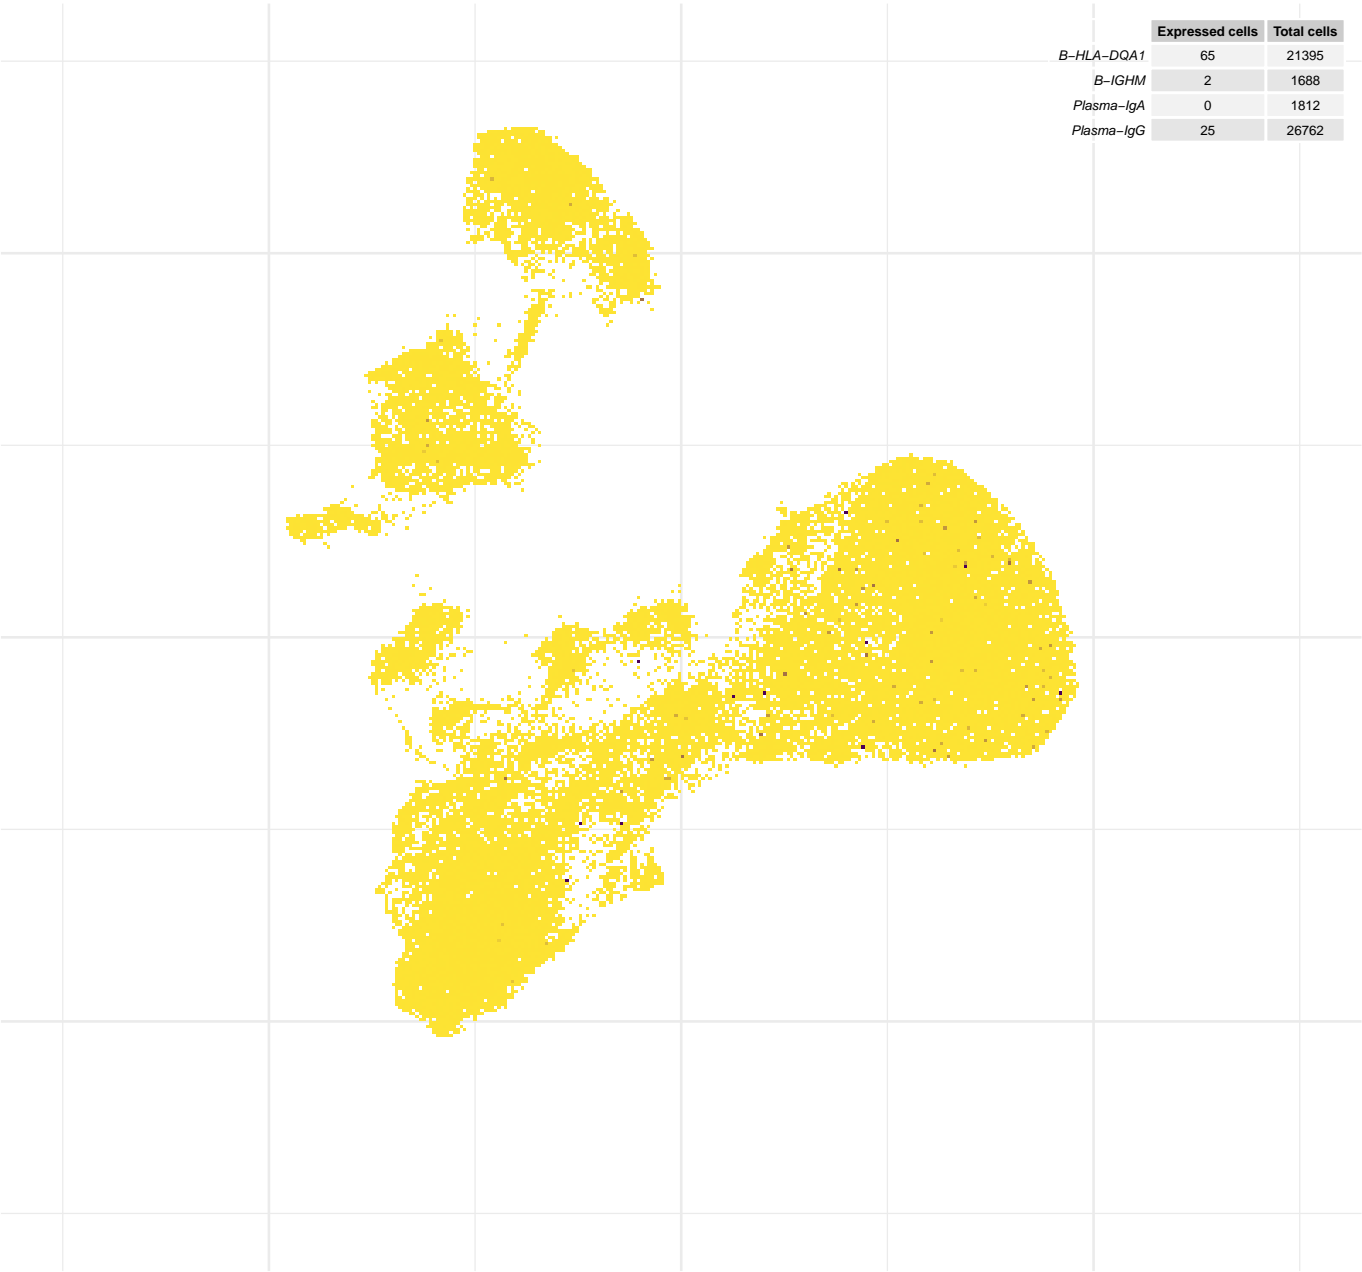 Expressed cells Total cells
B−HLA−DQA1 65 21395
B−IGHM 2 1688
Plasma−IgA 0 1812
Plasma−IgG 25 26762